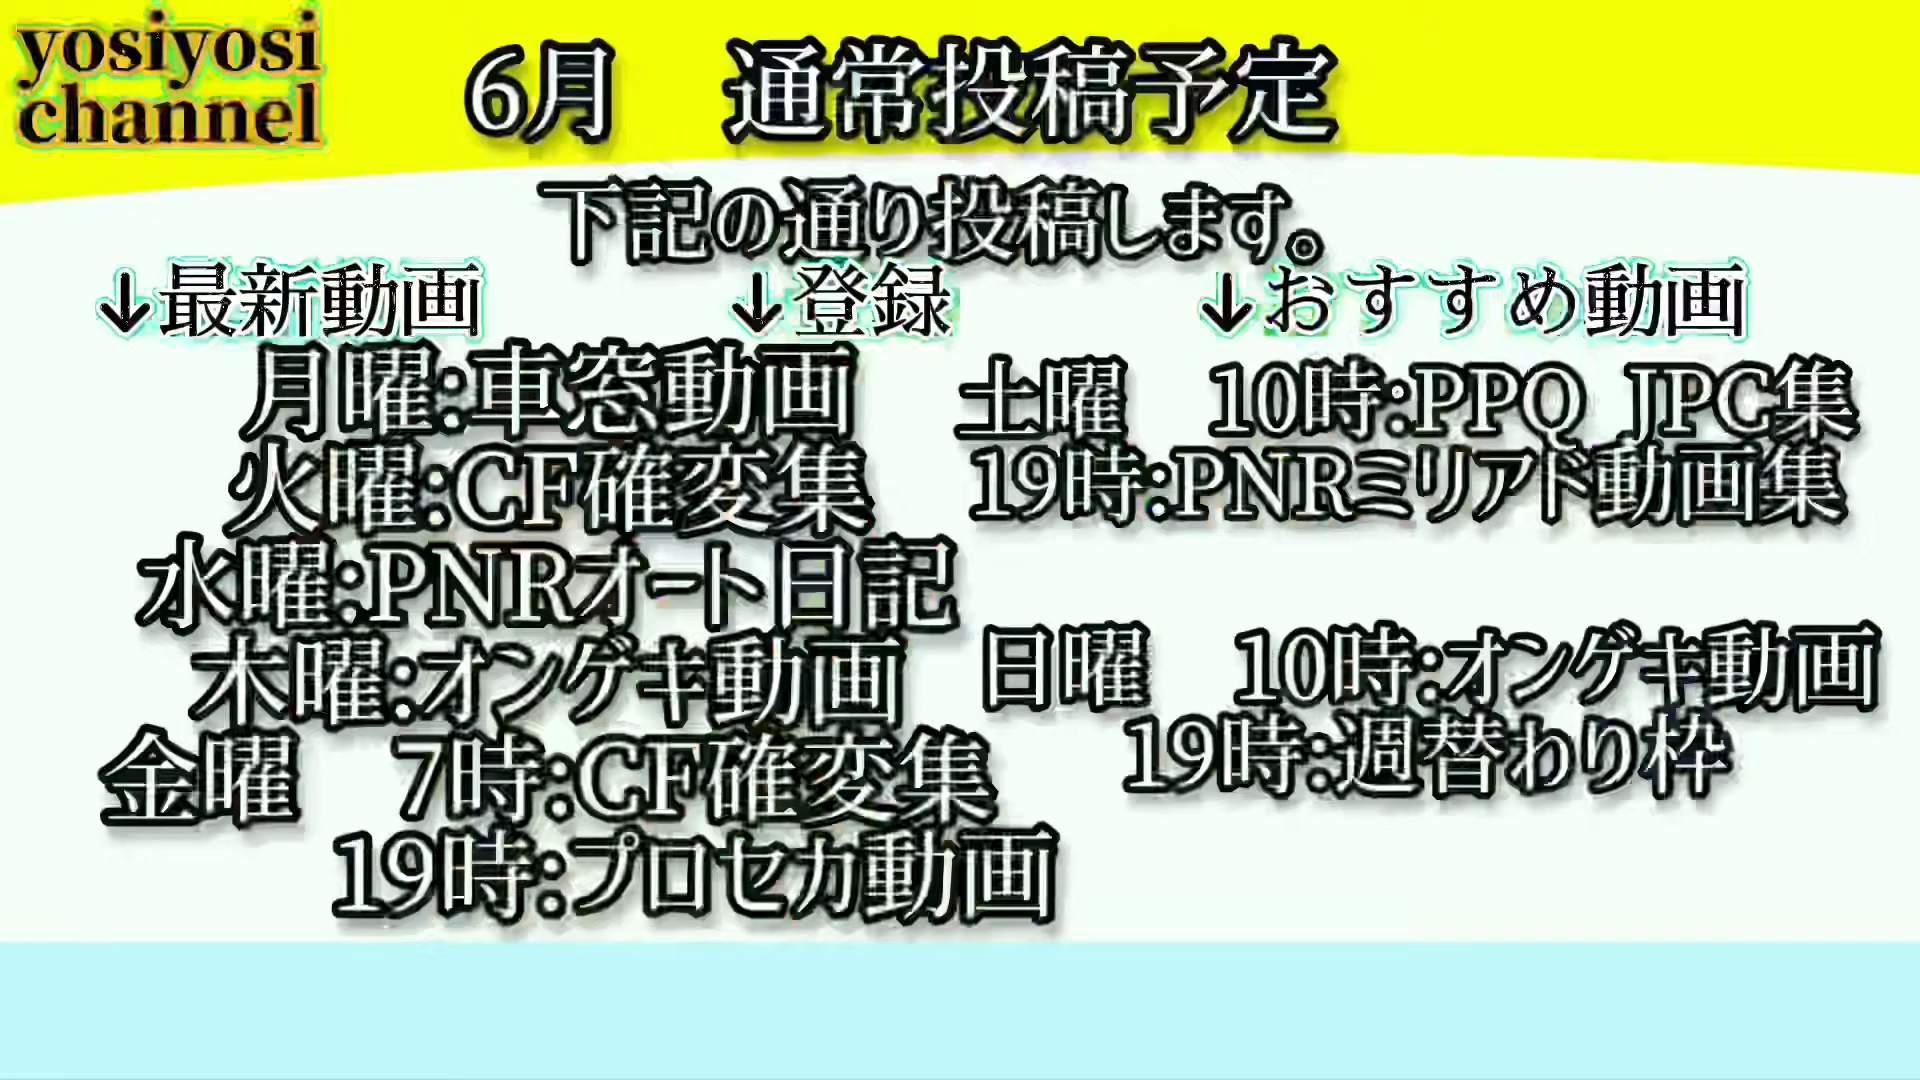 yosiyosi
channel
6月　通常投稿予定
下記の通り投稿します。
↓最新動画
↓登録
↓おすすめ動画
月曜:車窓動画
火曜:CF確変集
水曜:PNRオート日記
木曜:オンゲキ動画
金曜　7時:CF確変集
19時:プロセカ動画
土曜　10時:PPQ　JPC集
19時:PNRミリアド動画集
日曜　10時:オンゲキ動画
19時:週替わり枠